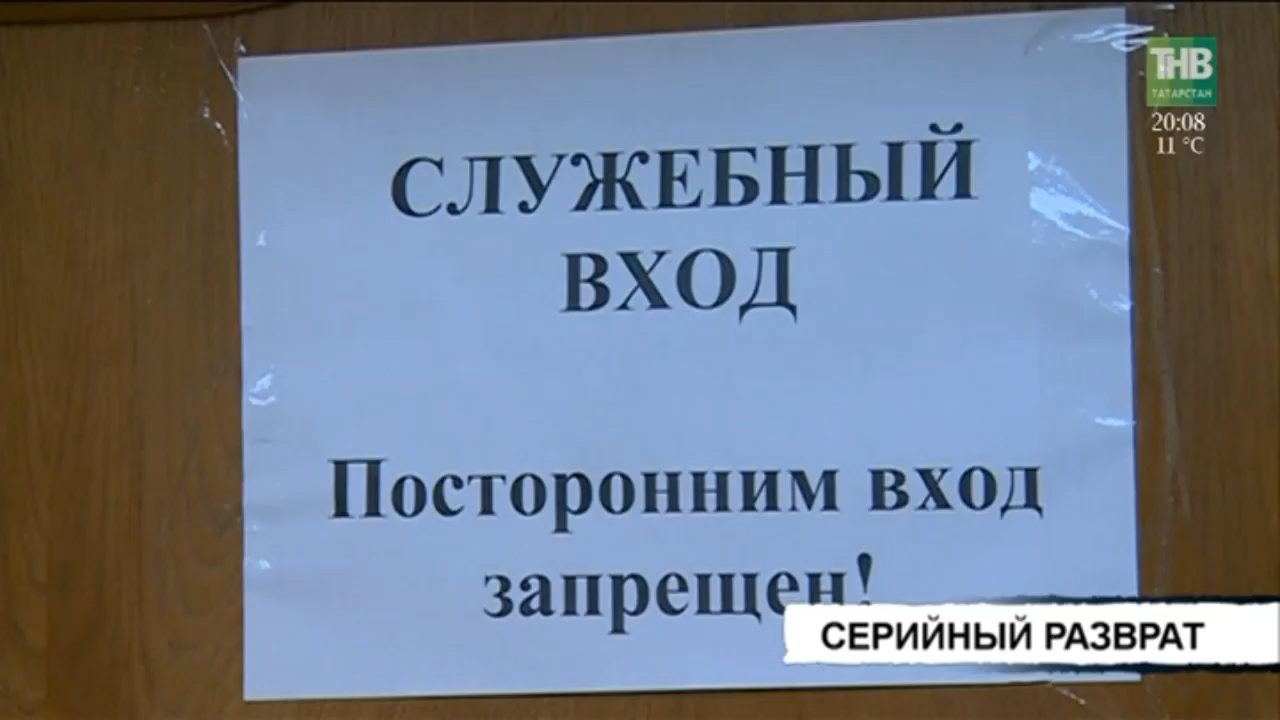 ТНВ
ТАТАРСТАН
20:08
11 °C
СЛУЖЕБНЫЙ
ВХОД
Посторонним вход
запрещен!
СЕРИЙНЫЙ РАЗВРАТ